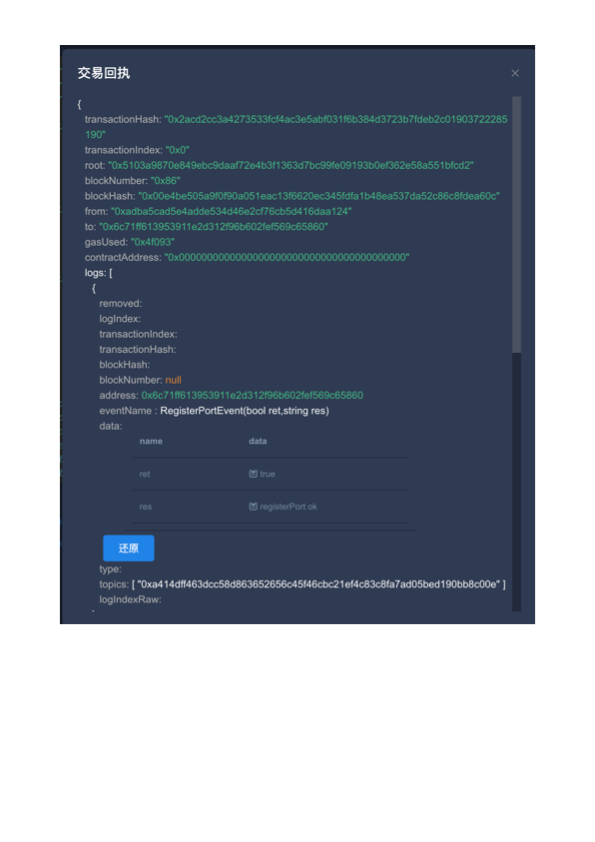 交易回执
{
transactionHash: "0x2acd2cc3a4273533fcf4ac3e5abf031f6b384d3723b7fdeb2c01903722285
190"
transactionIndex: "0x0"
root: "0x5103a9870e849ebc9daaf72e4b3f1363d7bc99fe09193b0ef362e58a551bfcd2"
blockNumber: "0x86"
blockHash: "0x00e4be505a9f0f90a051eac13f6620ec345fdfa1b48ea537da52c86c8fdea60c"
from: "0xadba5cad5e4adde534d46e2cf76cb5d416daa124"
to: "0x6c71ff613953911e2d312f96b602fef569c65860"
gasUsed: "0x4f093"
contractAddress: "0x0000000000000000000000000000000000000000"
logs: [
{
removed:
logIndex:
transactionIndex:
transactionHash:
blockHash:
blockNumber: null
address: 0x6c71ff613953911e2d312f96b602fef569c65860
eventName : RegisterPortEvent(bool ret,string res)
data:
name data
ret true
res registerPort ok
还原
type:
topics: [ "0xa414dff463dcc58d863652656c45f46cbc21ef4c83c8fa7ad05bed190bb8c00e" ]
logIndexRaw: